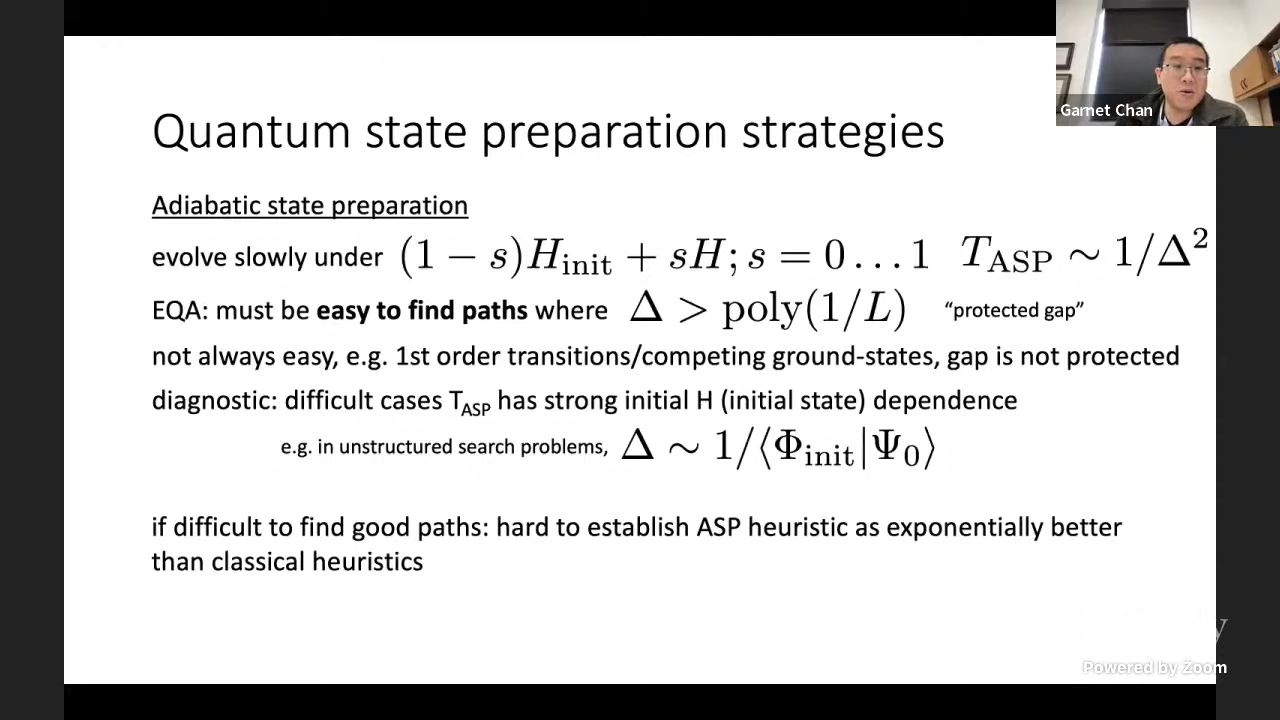 Garnet Chan
Quantum state preparation strategies
Adiabatic state preparation
evolve slowly under (1 − s)H_init + sH; s = 0 . . . 1 T_ASP ∼ 1/Δ²
EQA: must be easy to find paths where Δ > poly(1/L) “protected gap”
not always easy, e.g. 1st order transitions/competing ground-states, gap is not protected
diagnostic: difficult cases T_ASP has strong initial H (initial state) dependence
e.g. in unstructured search problems, Δ ∼ 1/⟨Φ_init|Ψ₀⟩
if difficult to find good paths: hard to establish ASP heuristic as exponentially better
than classical heuristics
Powered by Zoom